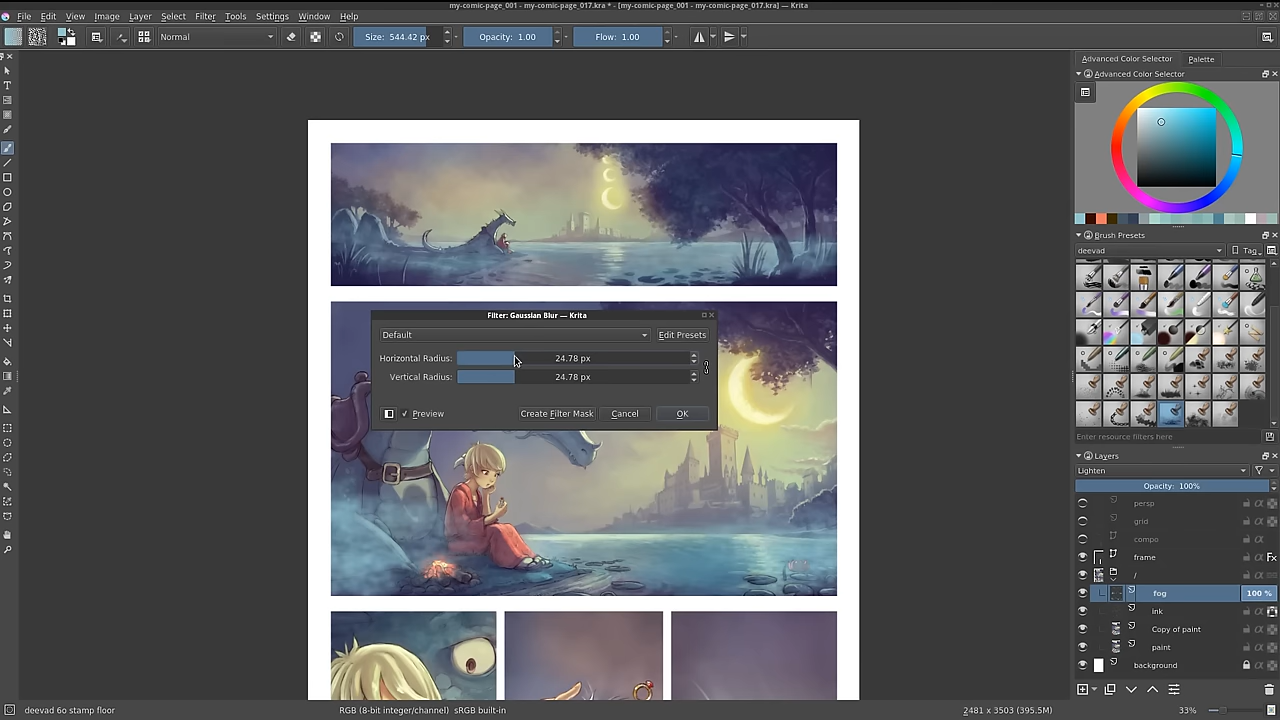 my-comic-page_001 - my-comic-page_017.kra * - [my-comic-page_001 - my-comic-page_017.kra] — Krita
File Edit View Image Layer Select Filter Tools Settings Window Help
Normal Size: 544.42 px Opacity: 1.00 Flow: 1.00
Advanced Color Selector Palette
Advanced Color Selector
Brush Presets
deevad Tag
Filter: Gaussian Blur — Krita
Default Edit Presets
Horizontal Radius: 24.78 px
Vertical Radius: 24.78 px
Preview Create Filter Mask Cancel OK
Enter resource filters here
Layers
Lighten
Opacity: 100%
persp
grid
compo
frame Fx
/
fog 100 %
ink
Copy of paint
paint
background
deevad 6o stamp floor RGB (8-bit integer/channel) sRGB built-in 2481 x 3503 (395.5M) 33%